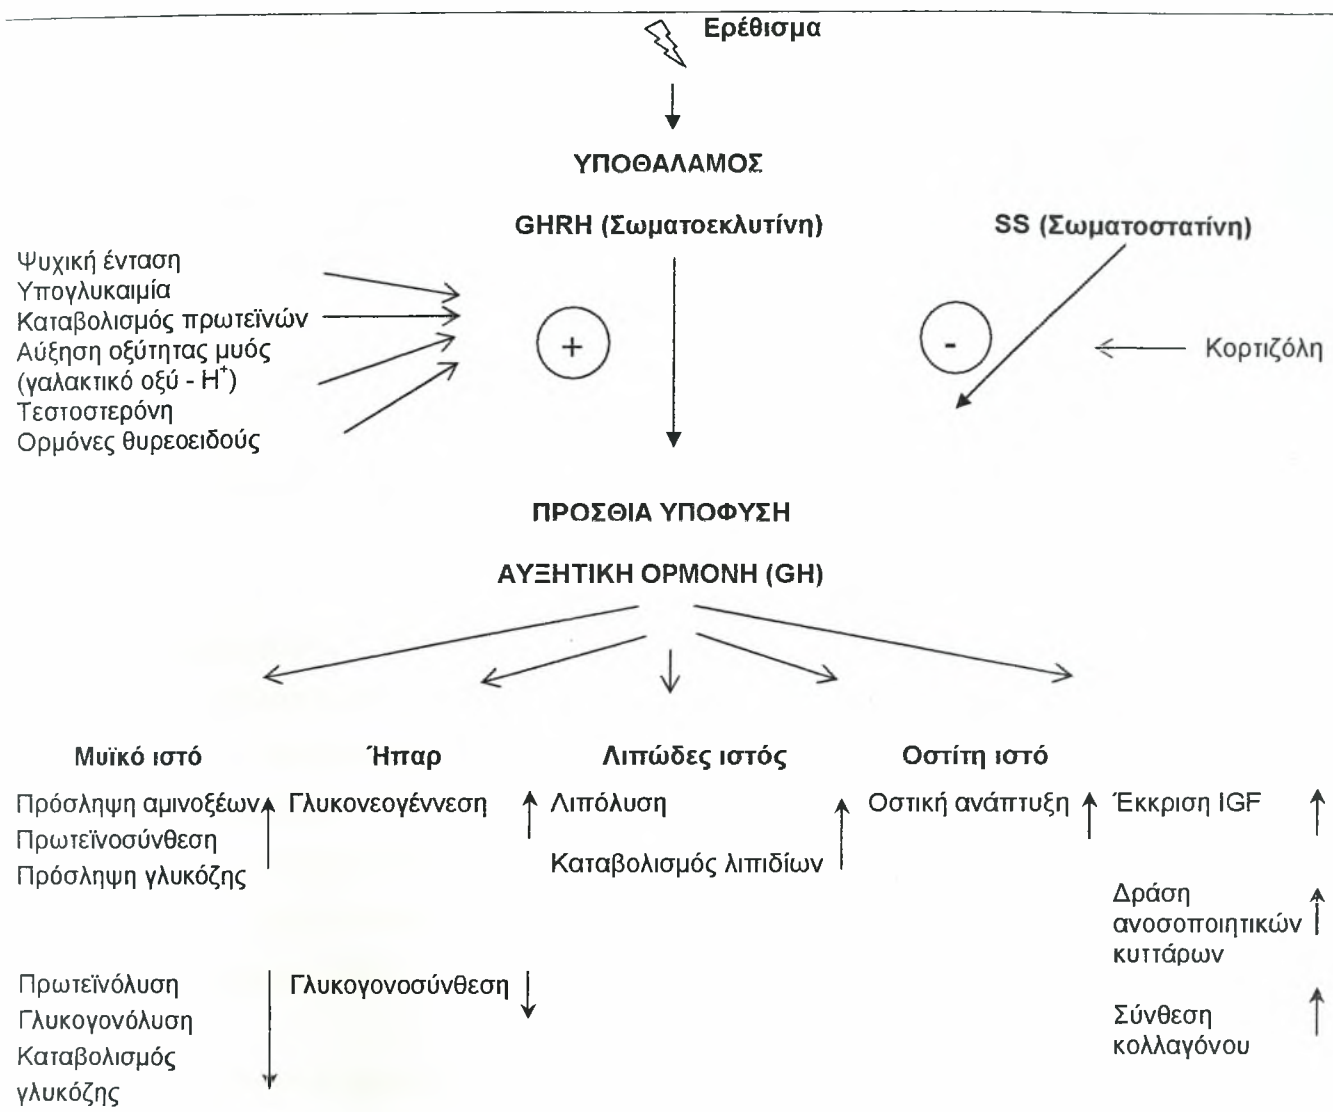 Ερέθισμα
ΥΠΟΘΑΛΑΜΟΣ
GHRH (Σωματοεκλυτίνη)
SS (Σωματοστατίνη)
Ψυχική ένταση
Υπογλυκαιμία
Καταβολισμός πρωτεϊνών
Αύξηση οξύτητας μυός
(γαλακτικό οξύ - H⁺)
Τεστοστερόνη
Ορμόνες θυρεοειδούς
+
-
Κορτιζόλη
ΠΡΟΣΘΙΑ ΥΠΟΦΥΣΗ
ΑΥΞΗΤΙΚΗ ΟΡΜΟΝΗ (GH)
Μυϊκό ιστό
Πρόσληψη αμινοξέων
Πρωτεϊνοσύνθεση
Πρόσληψη γλυκόζης
Πρωτεϊνόλυση
Γλυκογονόλυση
Καταβολισμός
γλυκόζης
Ήπαρ
Γλυκονεογέννεση
Γλυκογονοσύνθεση
Λιπώδες ιστός
Λιπόλυση
Καταβολισμός λιπιδίων
Οστίτη ιστό
Οστική ανάπτυξη
Έκκριση IGF
Δράση
ανοσοποιητικών
κυττάρων
Σύνθεση
κολλαγόνου